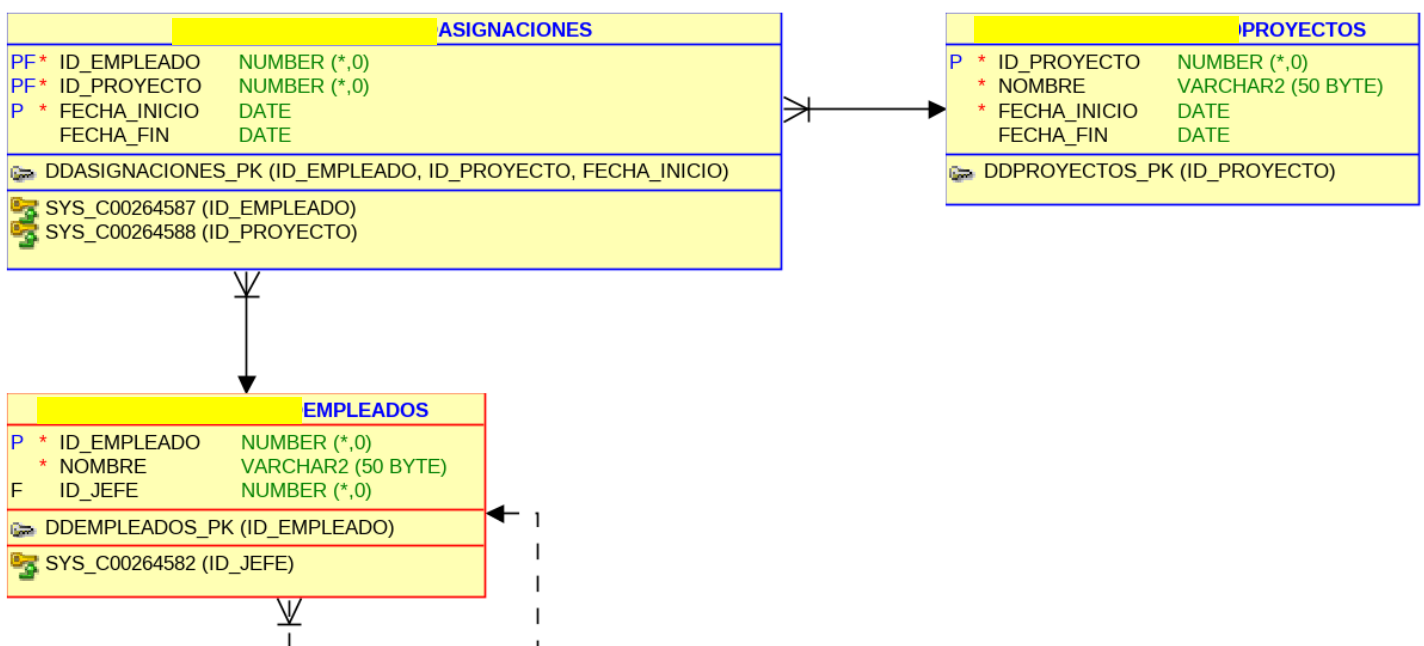 ASIGNACIONES
PF * ID_EMPLEADO NUMBER (*,0)
PF * ID_PROYECTO NUMBER (*,0)
P * FECHA_INICIO DATE
FECHA_FIN DATE
DDASIGNACIONES_PK (ID_EMPLEADO, ID_PROYECTO, FECHA_INICIO)
SYS_C00264587 (ID_EMPLEADO)
SYS_C00264588 (ID_PROYECTO)
PROYECTOS
P * ID_PROYECTO NUMBER (*,0)
* NOMBRE VARCHAR2 (50 BYTE)
* FECHA_INICIO DATE
FECHA_FIN DATE
DDPROYECTOS_PK (ID_PROYECTO)
EMPLEADOS
P * ID_EMPLEADO NUMBER (*,0)
* NOMBRE VARCHAR2 (50 BYTE)
F ID_JEFE NUMBER (*,0)
DDEMPLEADOS_PK (ID_EMPLEADO)
SYS_C00264582 (ID_JEFE)